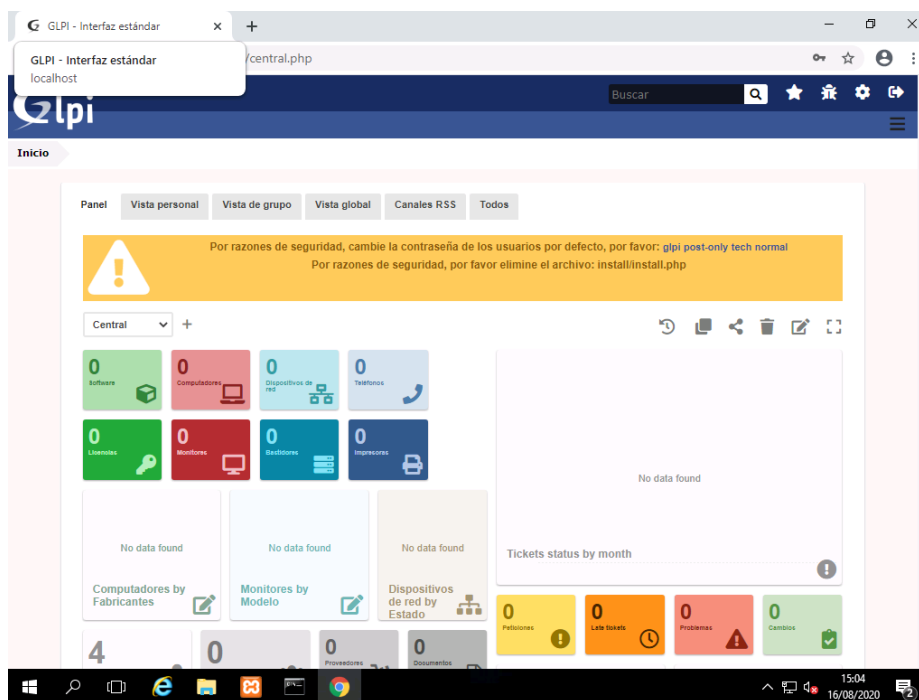 GLPI - Interfaz estándar
GLPI - Interfaz estándar
localhost
/central.php
Glpi
Buscar
Inicio
Panel
Vista personal
Vista de grupo
Vista global
Canales RSS
Todos
Por razones de seguridad, cambie la contraseña de los usuarios por defecto, por favor: glpi post-only tech normal
Por razones de seguridad, por favor elimine el archivo: install/install.php
Central
0
Software
0
Computadores
0
Dispositivos de
red
0
Teléfonos
0
Licencias
0
Monitores
0
Bastidores
0
Impresoras
No data found
Tickets status by month
No data found
Computadores by
Fabricantes
No data found
Monitores by
Modelo
No data found
Dispositivos
de red by
Estado
0
Peticiones
0
Late tickets
0
Problemas
0
Cambios
4
0
0
Proveedores
0
Documentos
15:04
16/08/2020
2